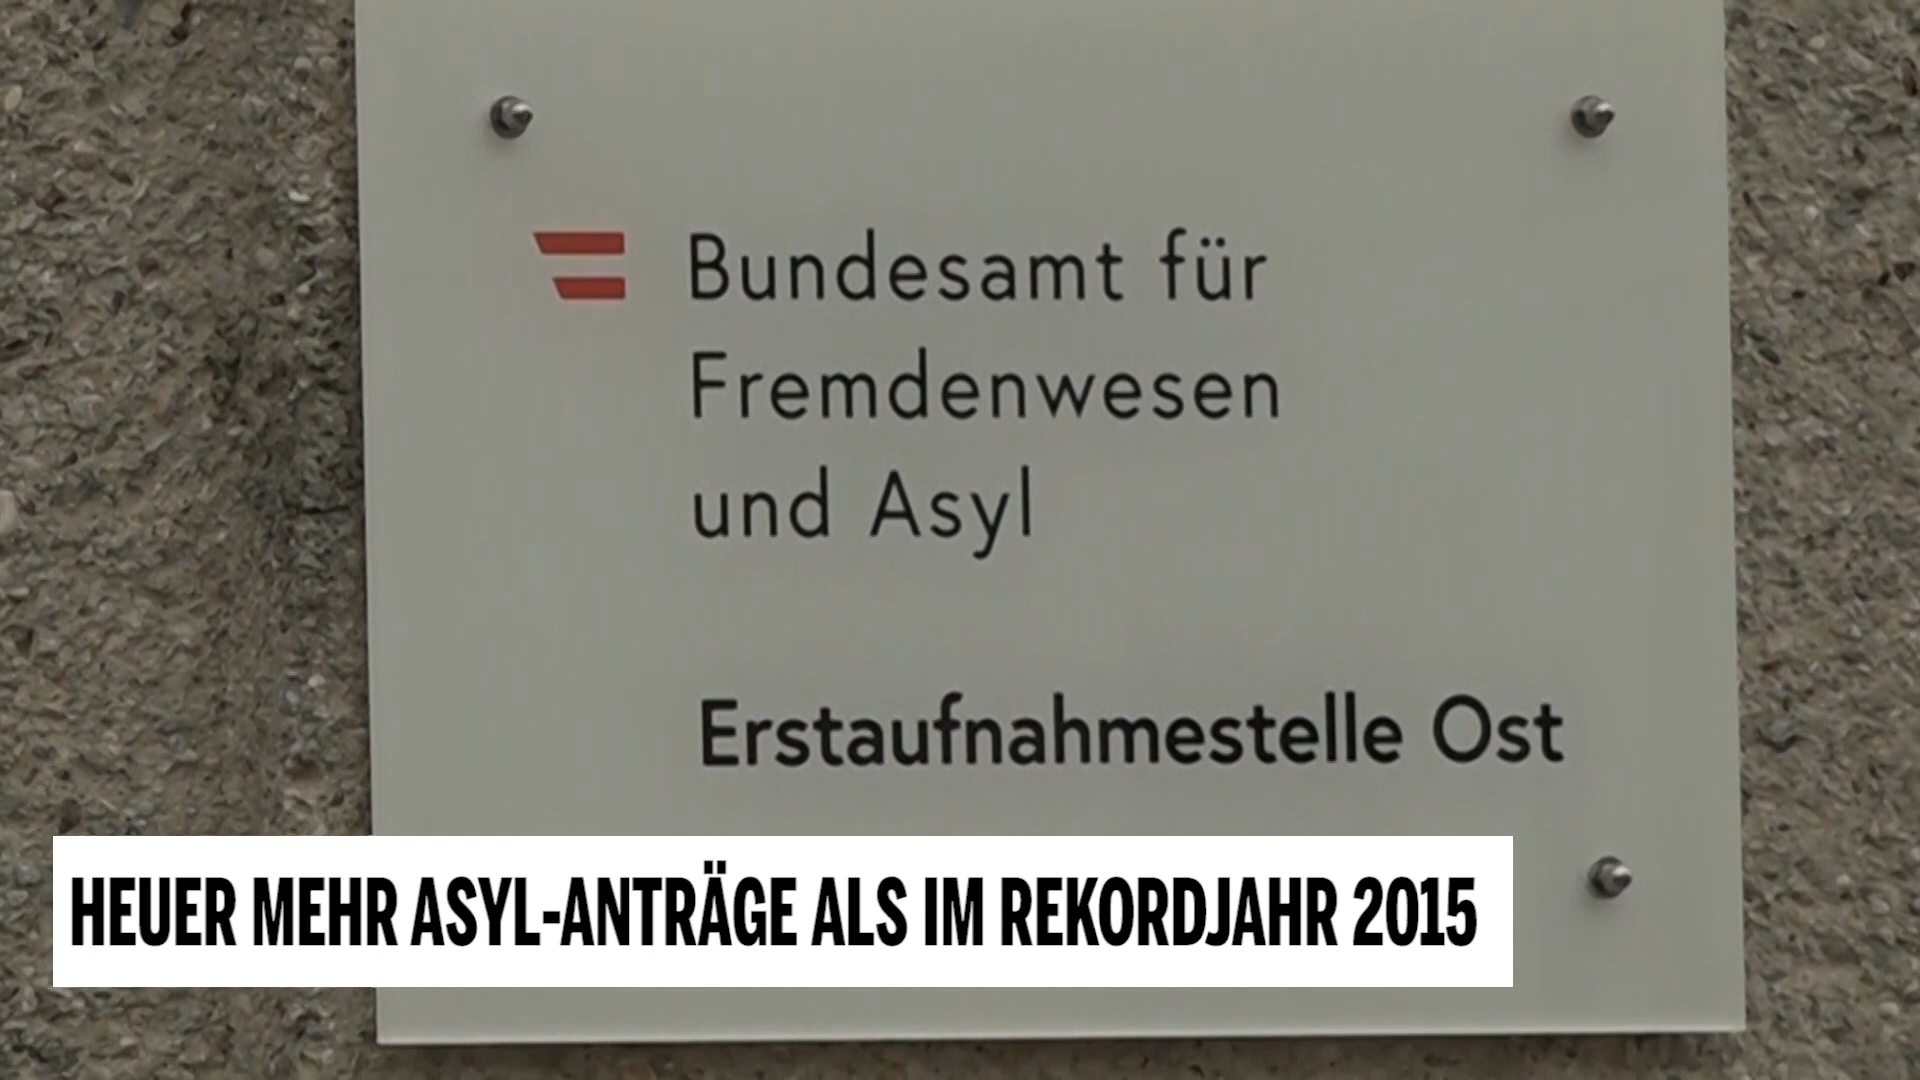 Bundesamt für
Fremdenwesen
und Asyl
Erstaufnahmestelle Ost
HEUER MEHR ASYL-ANTRÄGE ALS IM REKORDJAHR 2015